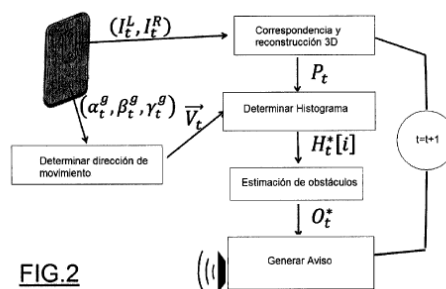 (I_t^L, I_t^R)
Correspondencia y
reconstrucción 3D
P_t
(α_t^g, β_t^g, γ_t^g)
V_t
Determinar Histograma
Determinar dirección de
movimiento
H_t^*[i]
t=t+1
Estimación de obstáculos
O_t^*
Generar Aviso
FIG.2